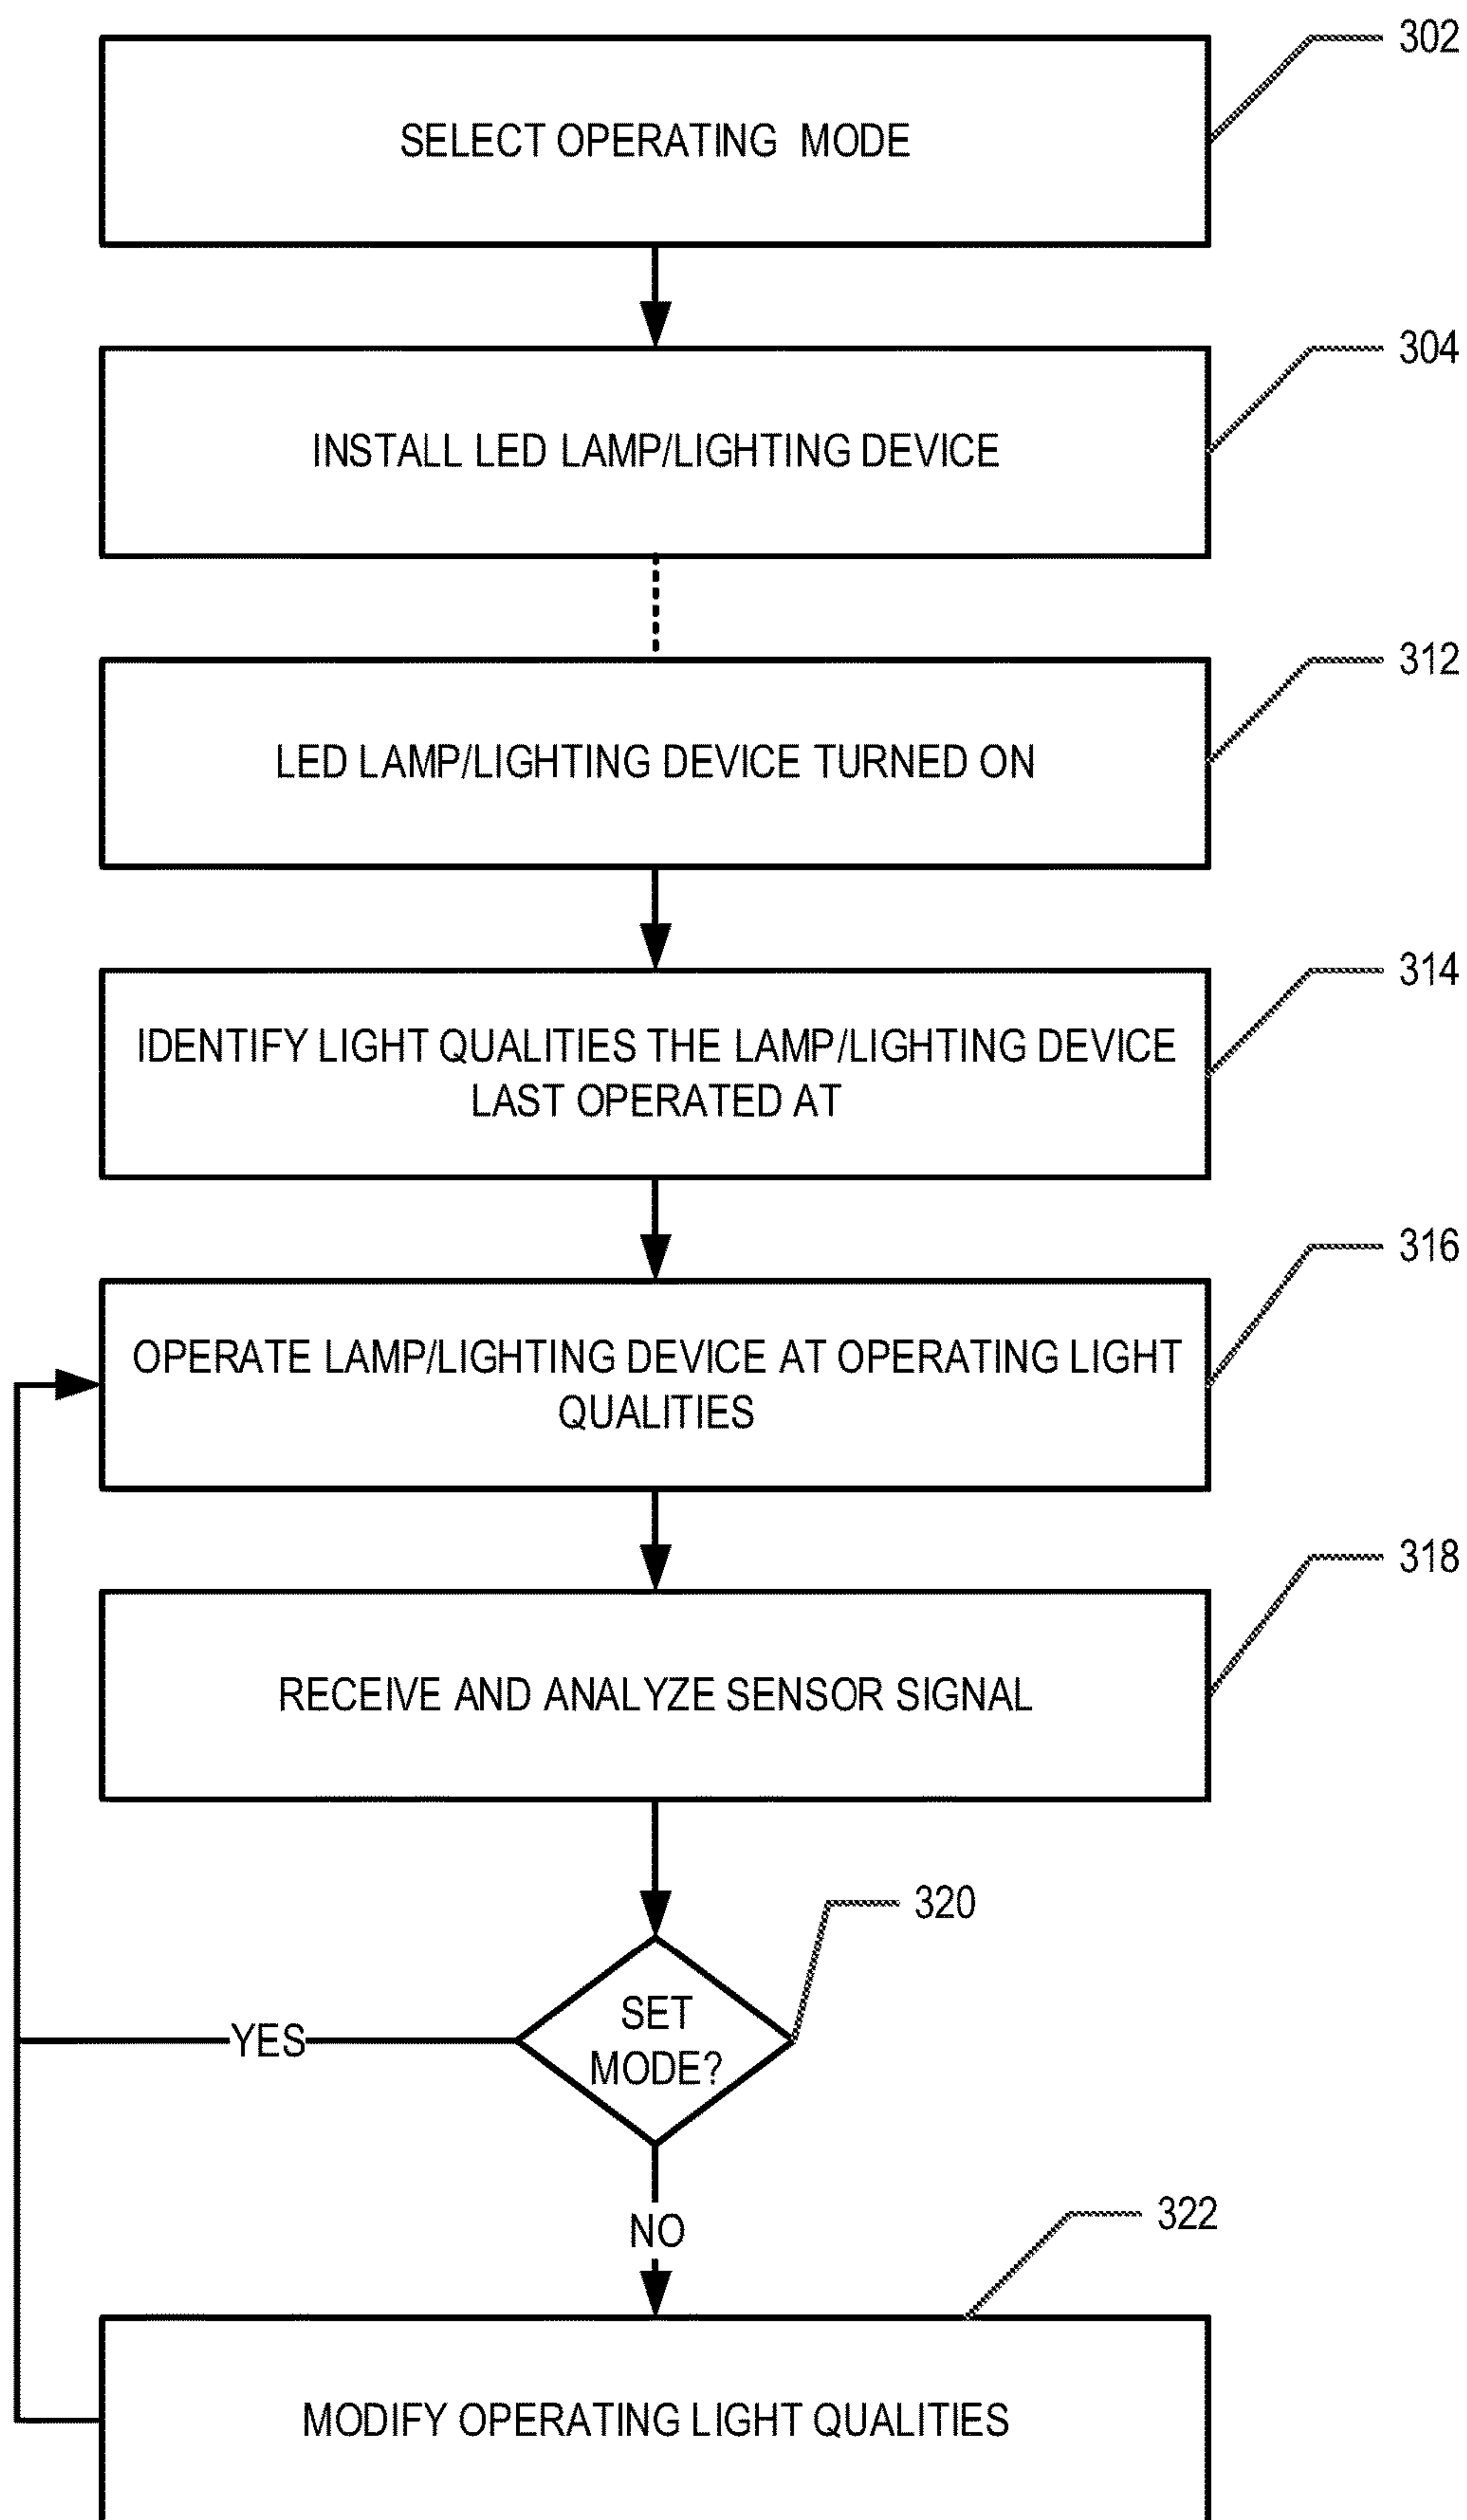 302
SELECT OPERATING MODE
304
INSTALL LED LAMP/LIGHTING DEVICE
312
LED LAMP/LIGHTING DEVICE TURNED ON
314
IDENTIFY LIGHT QUALITIES THE LAMP/LIGHTING DEVICE
LAST OPERATED AT
316
OPERATE LAMP/LIGHTING DEVICE AT OPERATING LIGHT
QUALITIES
318
RECEIVE AND ANALYZE SENSOR SIGNAL
320
SET
MODE?
YES
NO
322
MODIFY OPERATING LIGHT QUALITIES